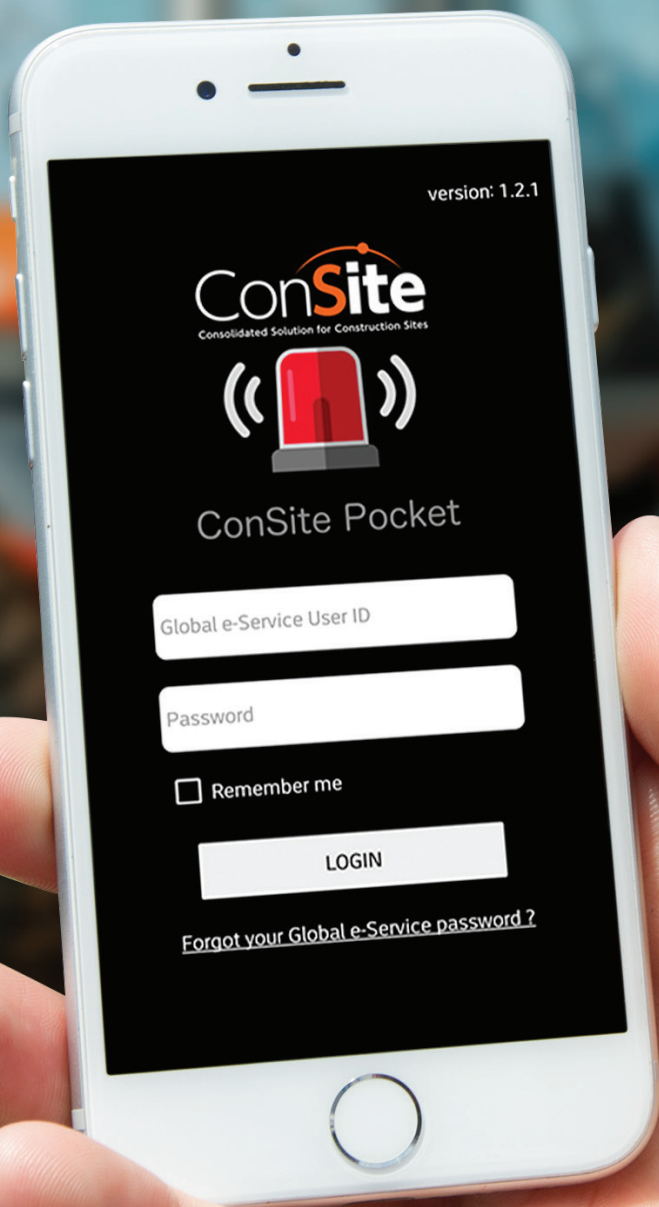 version: 1.2.1
ConSite
Consolidated Solution for Construction Sites
ConSite Pocket
Global e-Service User ID
Password
Remember me
LOGIN
Forgot your Global e-Service password ?